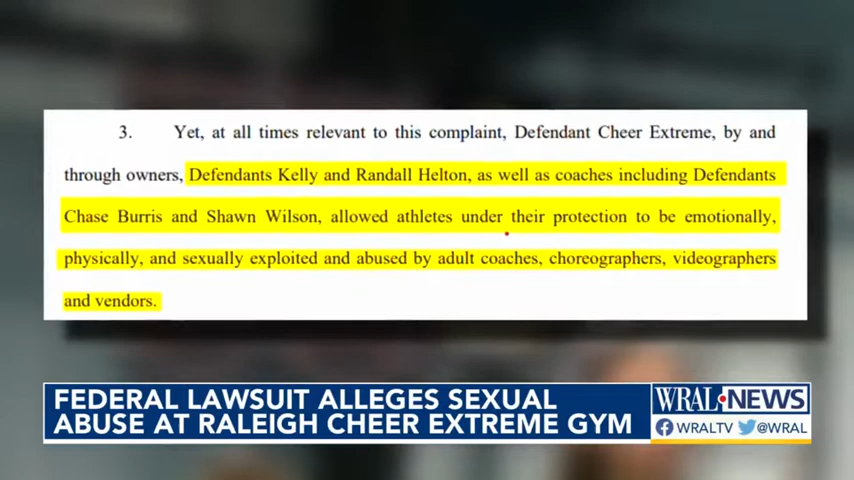 3. Yet, at all times relevant to this complaint, Defendant Cheer Extreme, by and
through owners, Defendants Kelly and Randall Helton, as well as coaches including Defendants
Chase Burris and Shawn Wilson, allowed athletes under their protection to be emotionally,
physically, and sexually exploited and abused by adult coaches, choreographers, videographers
and vendors.
FEDERAL LAWSUIT ALLEGES SEXUAL
ABUSE AT RALEIGH CHEER EXTREME GYM
WRAL NEWS
WRALTV @WRAL